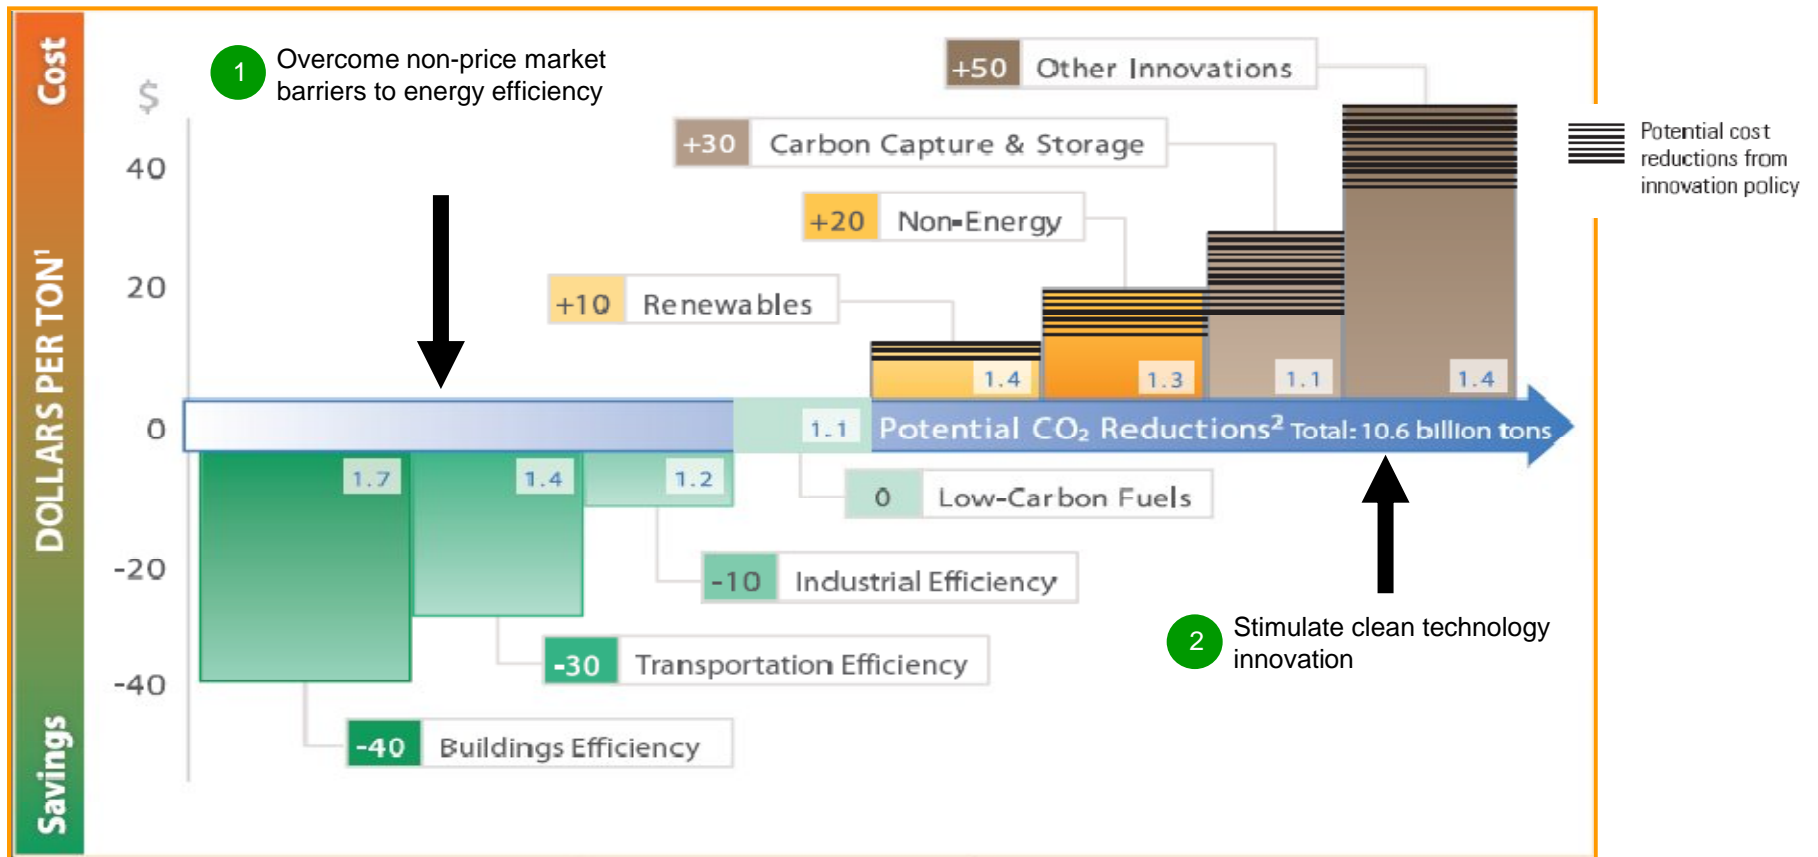 Cost
DOLLARS PER TON¹
Savings
$
40
20
0
-20
-40
1
Overcome non-price market
barriers to energy efficiency
+50 Other Innovations
+30 Carbon Capture & Storage
+20 Non-Energy
+10 Renewables
Potential cost
reductions from
innovation policy
1.4
1.3
1.1
1.4
1.1
Potential CO₂ Reductions² Total: 10.6 billion tons
1.7
1.4
1.2
0 Low-Carbon Fuels
-10 Industrial Efficiency
-30 Transportation Efficiency
-40 Buildings Efficiency
2
Stimulate clean technology
innovation